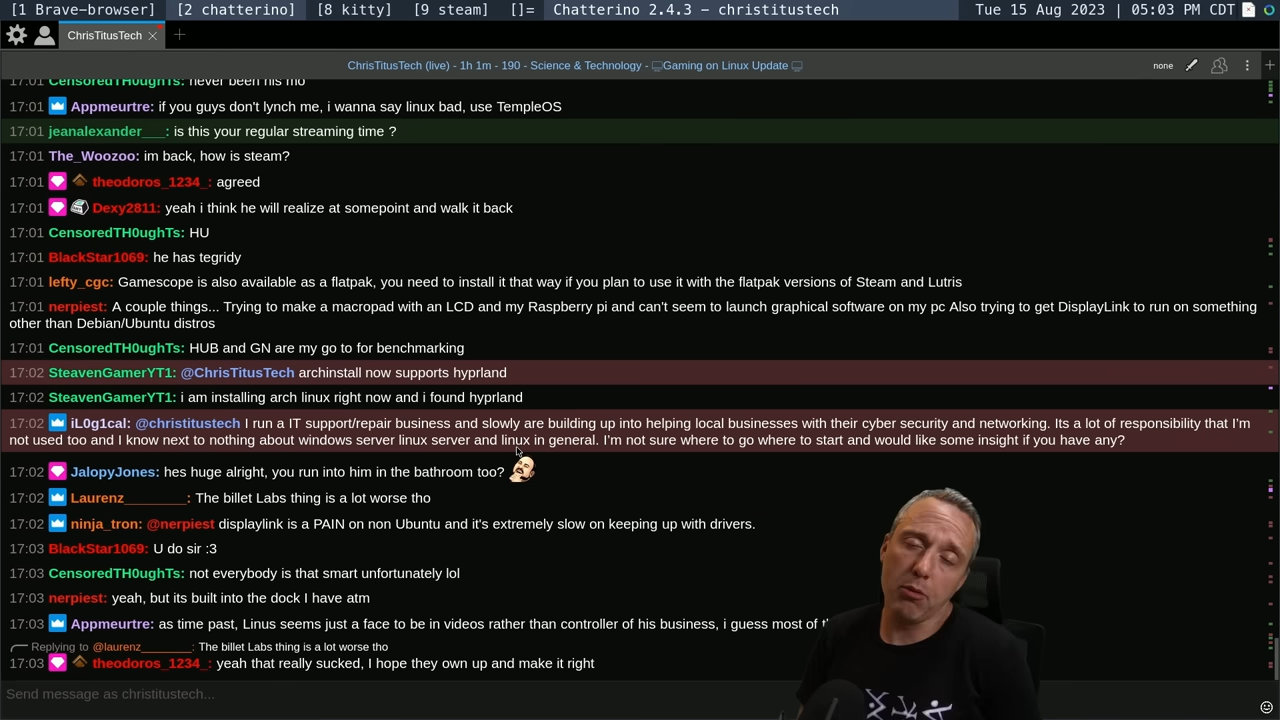 [1 Brave-browser] [2 chatterino] [8 kitty] [9 steam] []= Chatterino 2.4.3 - christitustech Tue 15 Aug 2023 | 05:03 PM CDT
ChrisTitusTech
ChrisTitusTech (live) - 1h 1m - 190 - Science & Technology - 🖥️Gaming on Linux Update 🖥️ none
17:01 CensoredTH0ughTs: never been his mo
17:01 Appmeurtre: if you guys don't lynch me, i wanna say linux bad, use TempleOS
17:01 jeanalexander___: is this your regular streaming time ?
17:01 The_Woozoo: im back, how is steam?
17:01 theodoros_1234_: agreed
17:01 Dexy2811: yeah i think he will realize at somepoint and walk it back
17:01 CensoredTH0ughTs: HU
17:01 BlackStar1069: he has tegridy
17:01 lefty_cgc: Gamescope is also available as a flatpak, you need to install it that way if you plan to use it with the flatpak versions of Steam and Lutris
17:01 nerpiest: A couple things... Trying to make a macropad with an LCD and my Raspberry pi and can't seem to launch graphical software on my pc Also trying to get DisplayLink to run on something
other than Debian/Ubuntu distros
17:01 CensoredTH0ughTs: HUB and GN are my go to for benchmarking
17:02 SteavenGamerYT1: @ChrisTitusTech archinstall now supports hyprland
17:02 SteavenGamerYT1: i am installing arch linux right now and i found hyprland
17:02 iL0g1cal: @christitustech I run a IT support/repair business and slowly are building up into helping local businesses with their cyber security and networking. Its a lot of responsibility that I'm
not used too and I know next to nothing about windows server linux server and linux in general. I'm not sure where to go where to start and would like some insight if you have any?
17:02 JalopyJones: hes huge alright, you run into him in the bathroom too?
17:02 Laurenz________: The billet Labs thing is a lot worse tho
17:02 ninja_tron: @nerpiest displaylink is a PAIN on non Ubuntu and it's extremely slow on keeping up with drivers.
17:03 BlackStar1069: U do sir :3
17:03 CensoredTH0ughTs: not everybody is that smart unfortunately lol
17:03 nerpiest: yeah, but its built into the dock I have atm
17:03 Appmeurtre: as time past, Linus seems just a face to be in videos rather than controller of his business, i guess most of
Replying to @laurenz________: The billet Labs thing is a lot worse tho
17:03 theodoros_1234_: yeah that really sucked, I hope they own up and make it right
Send message as christitustech...